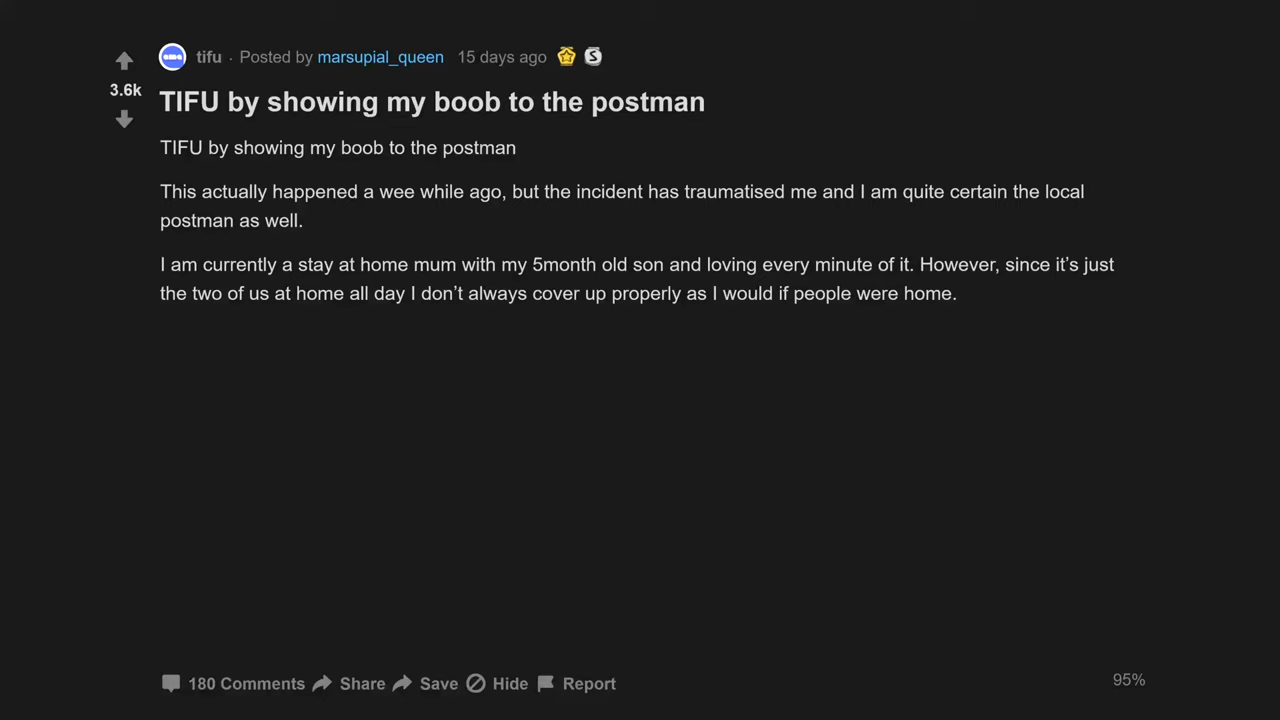 tifu · Posted by marsupial_queen 15 days ago S
3.6k
TIFU by showing my boob to the postman
TIFU by showing my boob to the postman
This actually happened a wee while ago, but the incident has traumatised me and I am quite certain the local
postman as well.
I am currently a stay at home mum with my 5month old son and loving every minute of it. However, since it’s just
the two of us at home all day I don’t always cover up properly as I would if people were home.
180 Comments Share Save Hide Report 95%